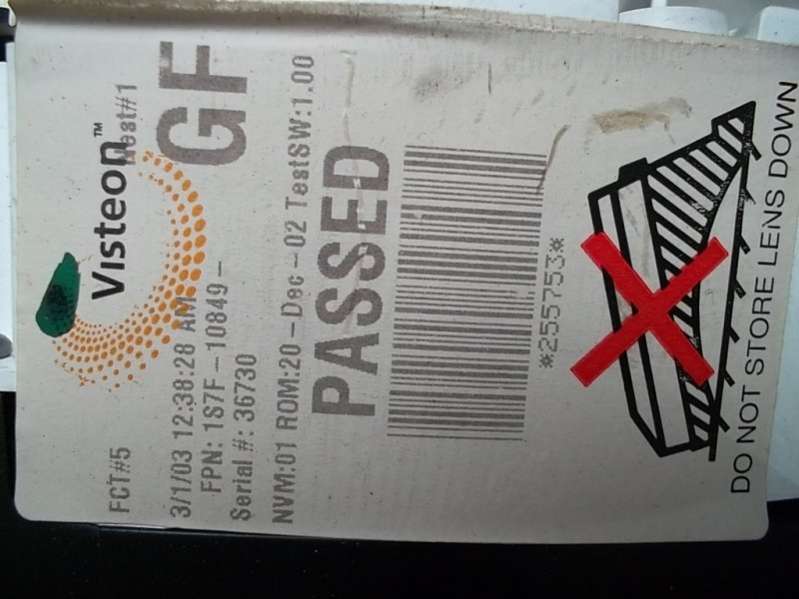 Visteon™
FCT#5
Test#1
3/1/03 12:38:28 AM
GF
FPN: 1S7F-10849-
Serial #: 36730
NVM:01 ROM:20-Dec-02 TestSW:1.00
PASSED
*255753*
DO NOT STORE LENS DOWN